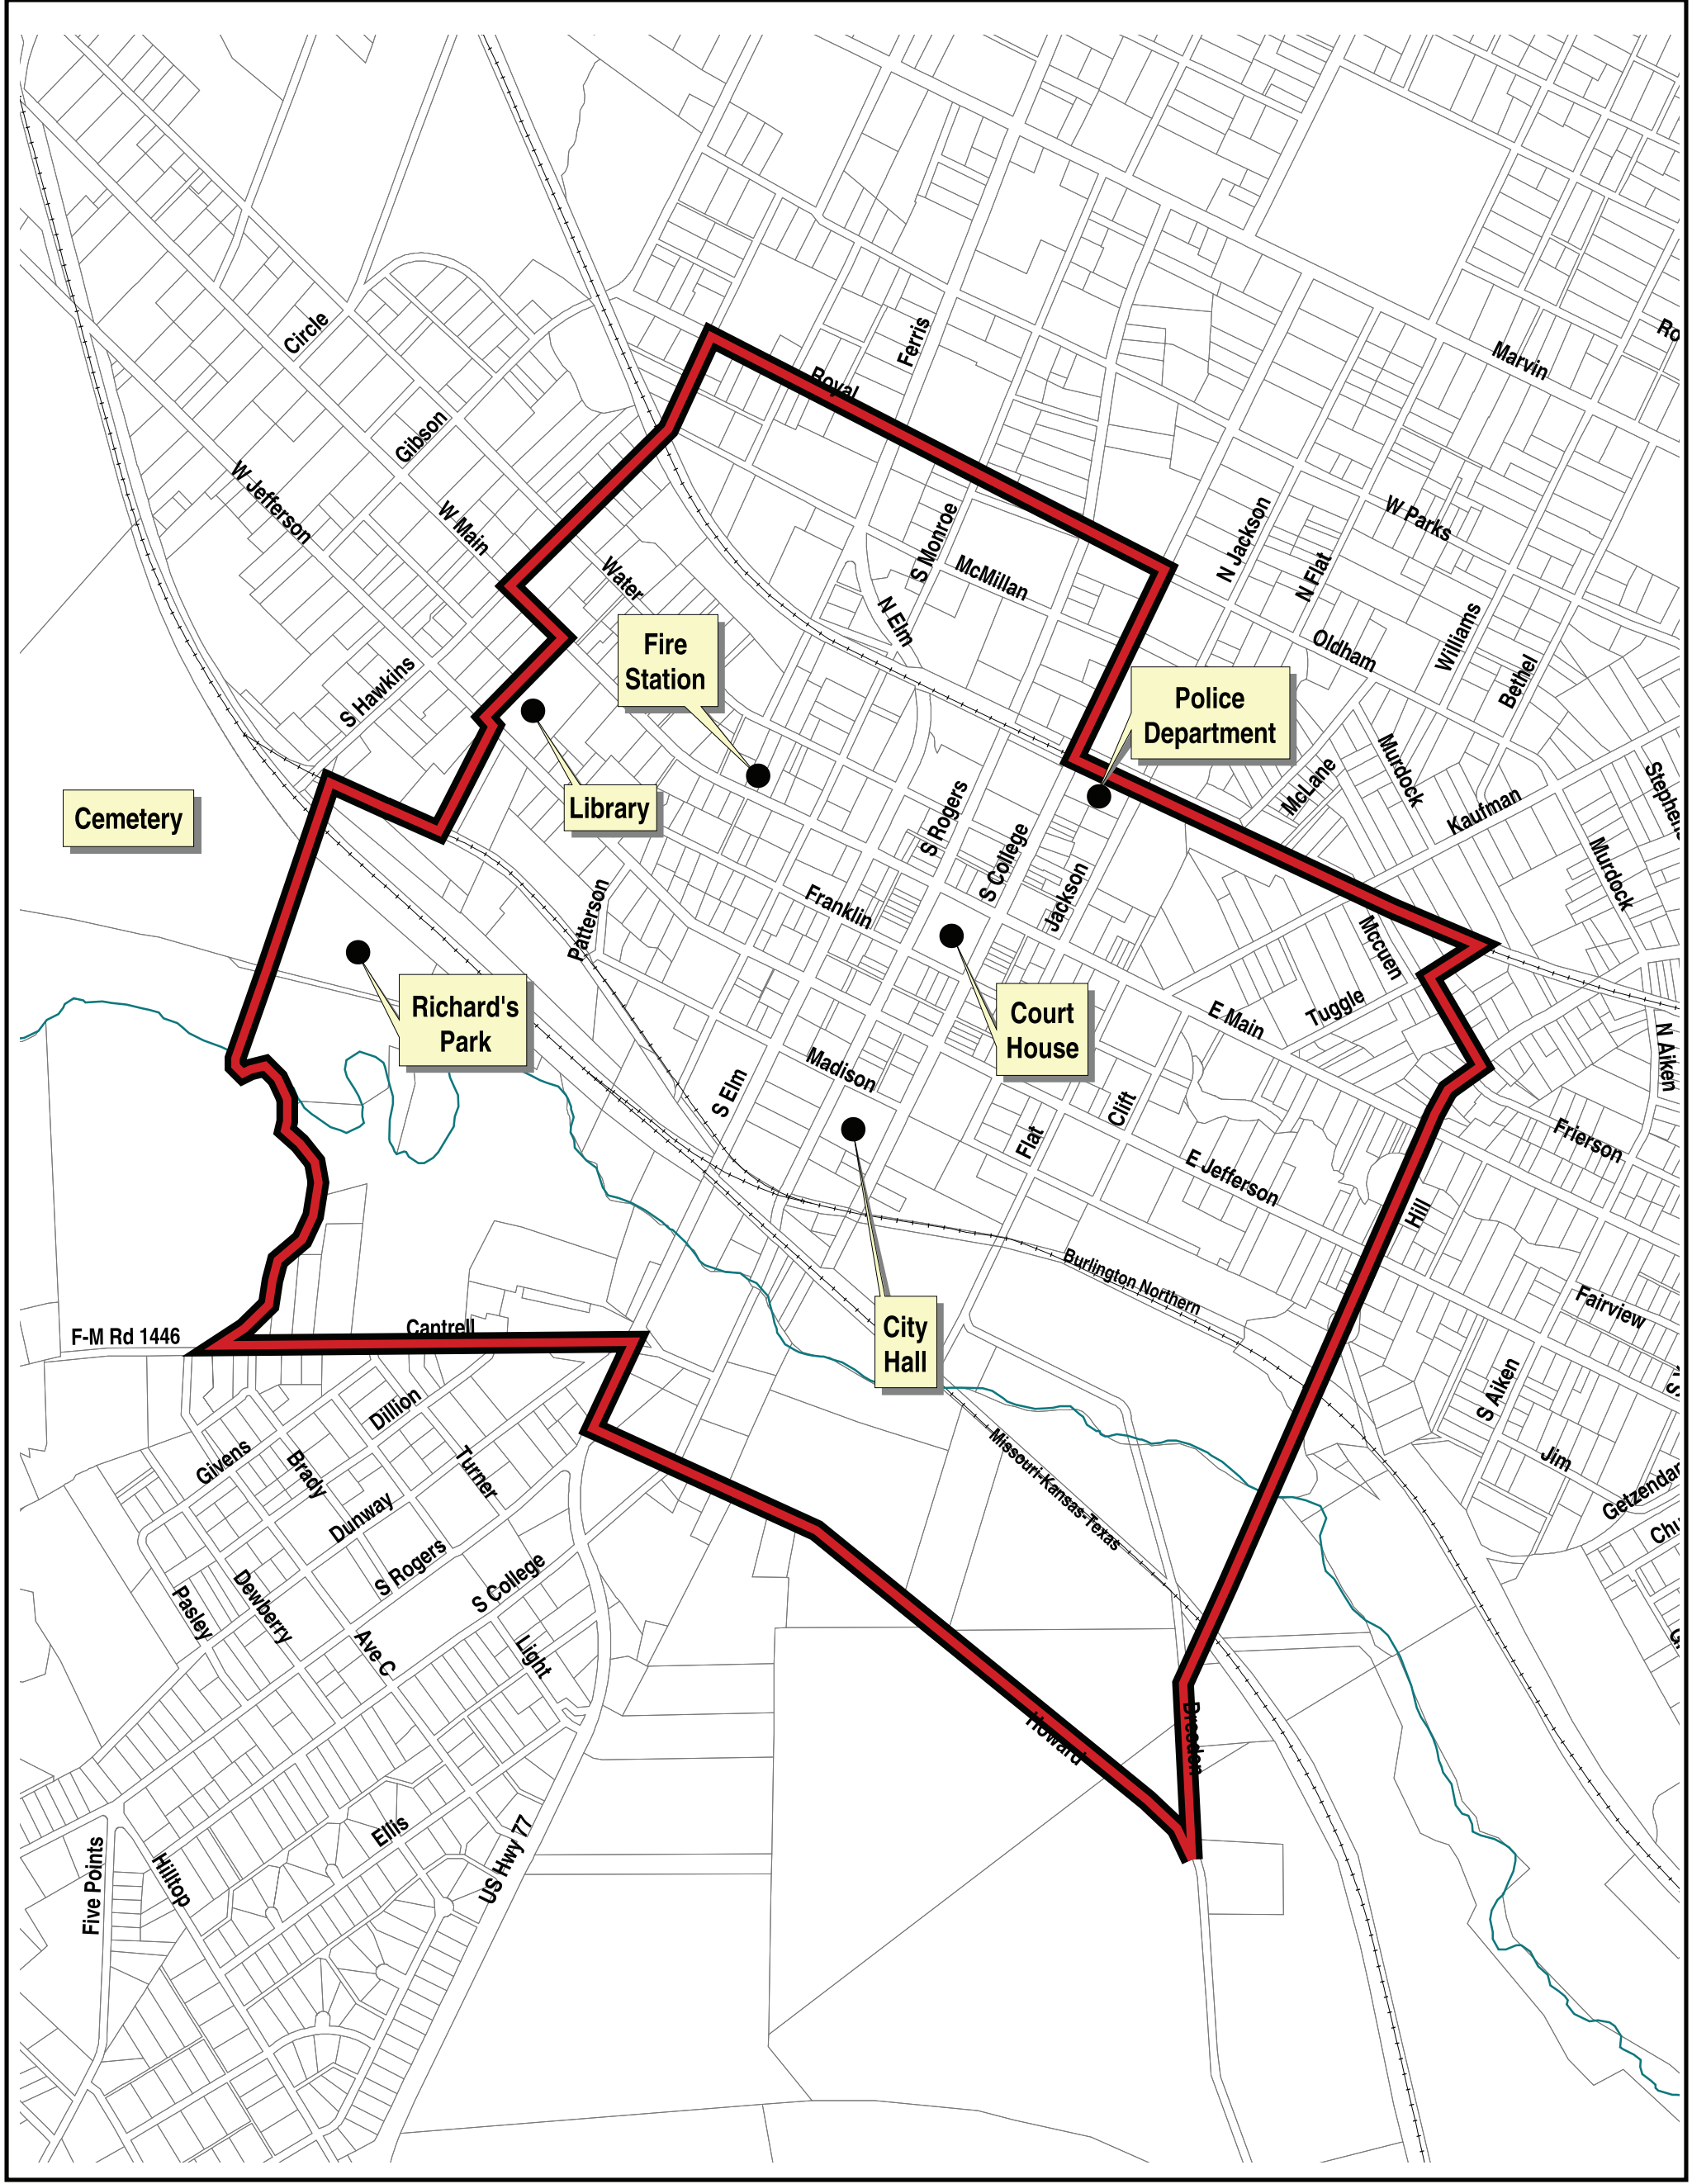 Circle
Ferris
Marvin
Royal
Gibson
W Jefferson
W Main
W Parks
N Jackson
S Monroe
McMillan
N Flat
Water
N Elm
Oldham
Williams
Bethel
Fire
Station
S Hawkins
Police
Department
Murdock
McLane
Kaufman
Library
Cemetery
S Rogers
S College
Murdock
Franklin
Jackson
Patterson
Mccuen
Richard's
Park
Court
House
E Main
Tuggle
N Aiken
Madison
S Elm
Clift
Flat
Frierson
E Jefferson
Hill
Burlington Northern
Fairview
City
Hall
F-M Rd 1446
Cantrell
S Aiken
Dillion
Givens
Brady
Turner
Missouri-Kansas-Texas
Jim
Dunway
S Rogers
S College
Pasley
Dewberry
Ave C
Light
Howard
Breeden
Ellis
US Hwy 77
Five Points
Hilltop